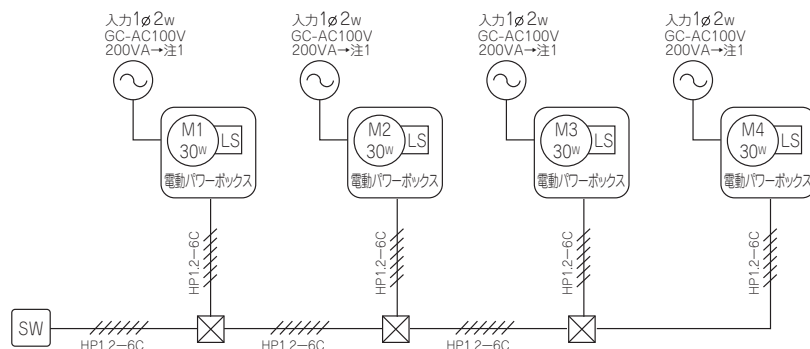 入力1ø2w
GC-AC100V
200VA→注1
入力1ø2w
GC-AC100V
200VA→注1
入力1ø2w
GC-AC100V
200VA→注1
入力1ø2w
GC-AC100V
200VA→注1
M1
30w
LS
電動パワーボックス
M2
30w
LS
電動パワーボックス
M3
30w
LS
電動パワーボックス
M4
30w
LS
電動パワーボックス
HP1.2−6C
HP1.2−6C
HP1.2−6C
HP1.2−6C
SW
HP1.2−6C
HP1.2−6C
HP1.2−6C